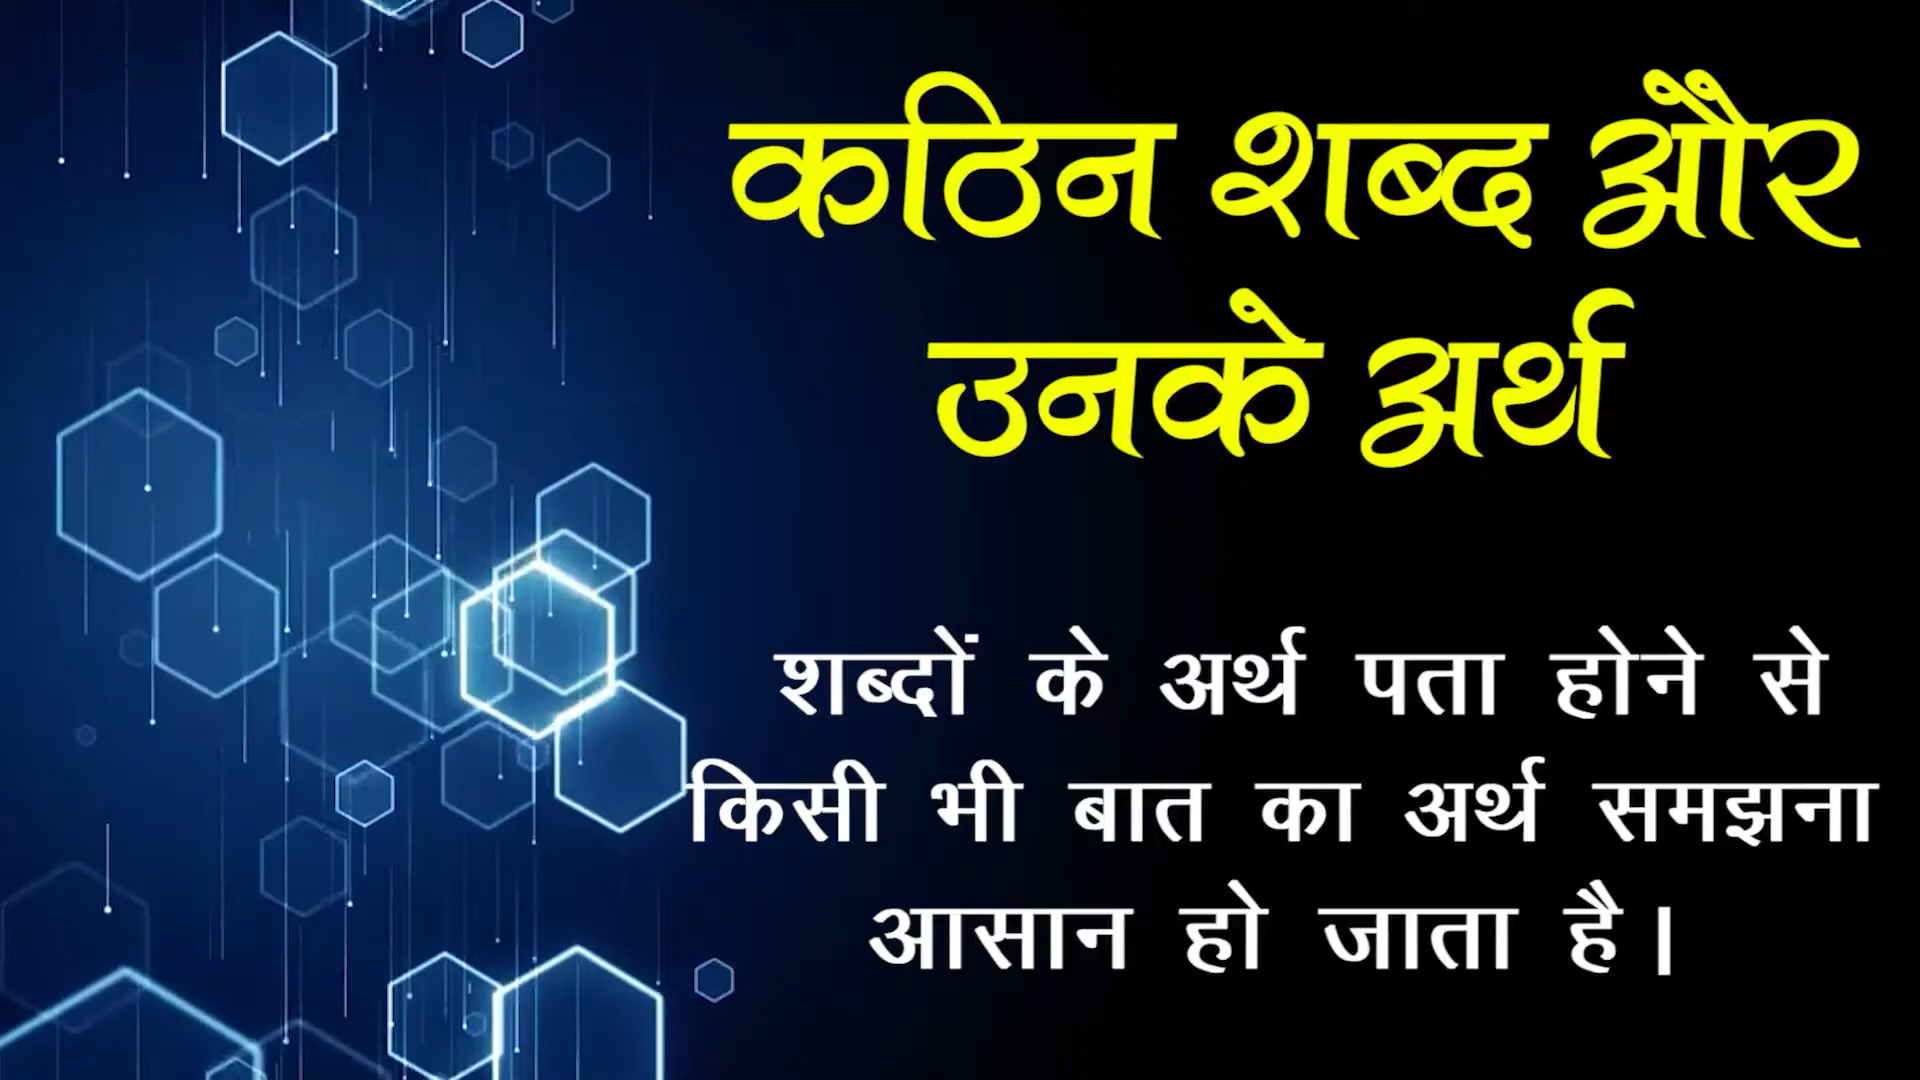 कठिन शब्द और
उनके अर्थ
शब्दों के अर्थ पता होने से
किसी भी बात का अर्थ समझना
आसान हो जाता है।